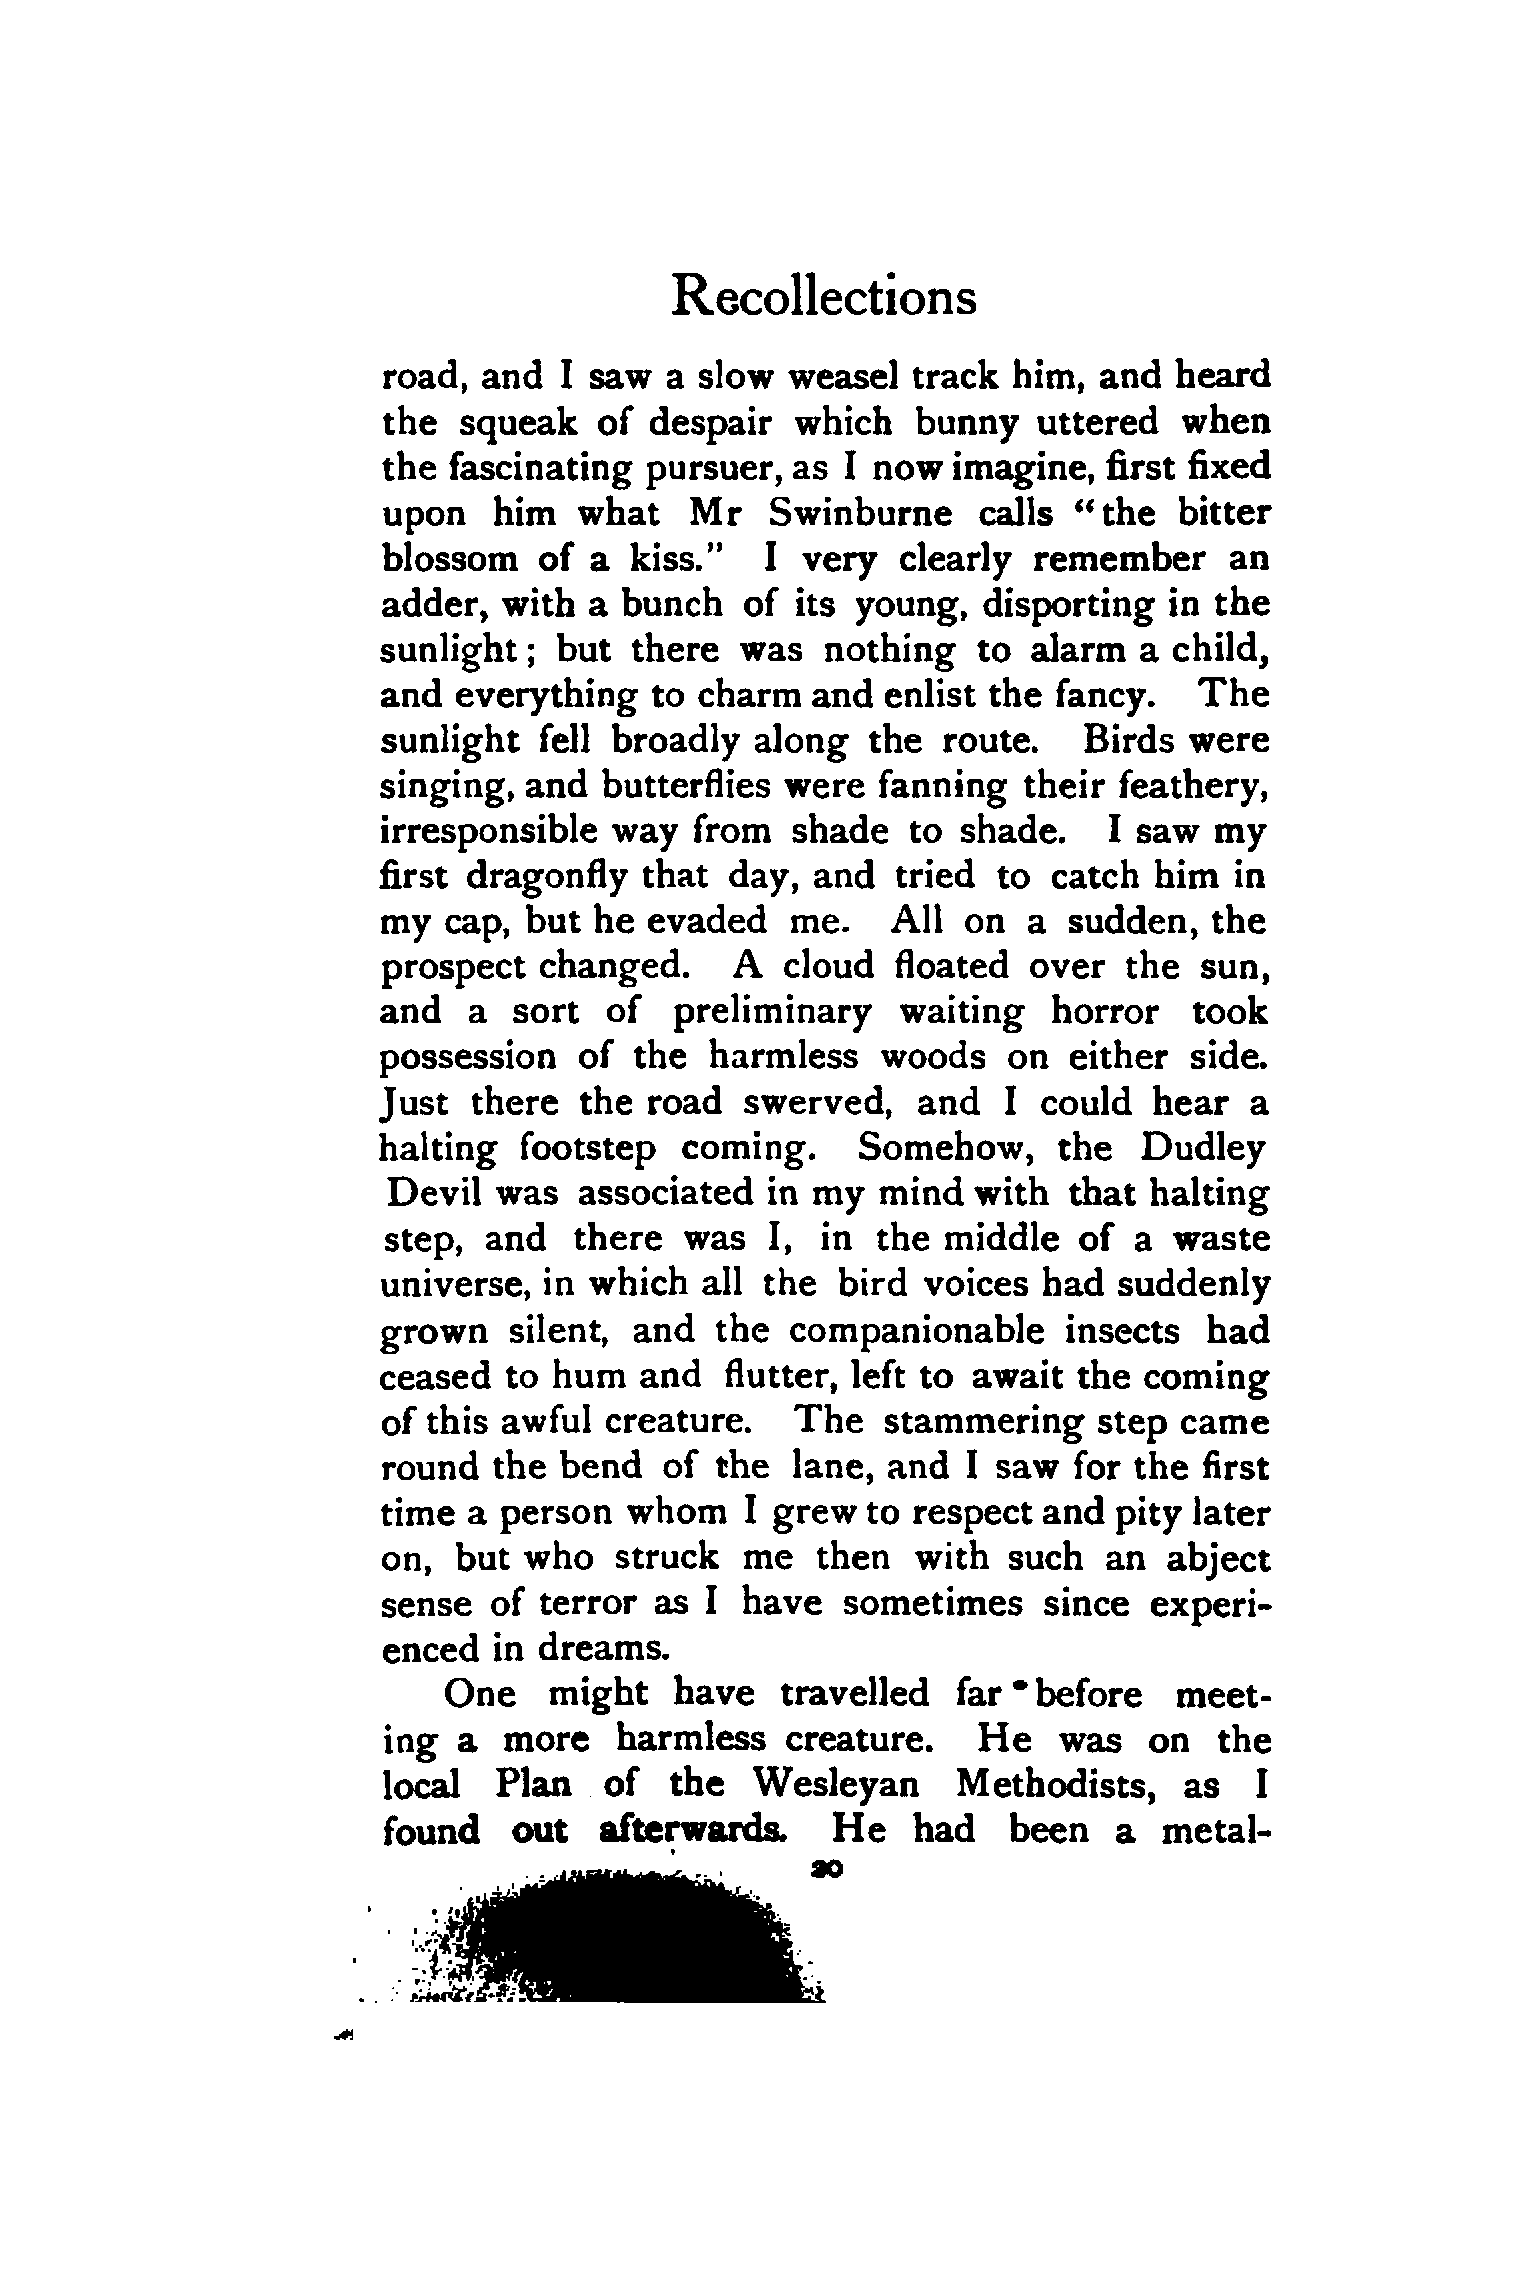 Recollections
road, and I saw a slow weasel track him, and heard
the squeak of despair which bunny uttered when
the fascinating pursuer, as I now imagine, first fixed
upon him what Mr Swinburne calls “the bitter
blossom of a kiss.” I very clearly remember an
adder, with a bunch of its young, disporting in the
sunlight; but there was nothing to alarm a child,
and everything to charm and enlist the fancy. The
sunlight fell broadly along the route. Birds were
singing, and butterflies were fanning their feathery,
irresponsible way from shade to shade. I saw my
first dragonfly that day, and tried to catch him in
my cap, but he evaded me. All on a sudden, the
prospect changed. A cloud floated over the sun,
and a sort of preliminary waiting horror took
possession of the harmless woods on either side.
Just there the road swerved, and I could hear a
halting footstep coming. Somehow, the Dudley
Devil was associated in my mind with that halting
step, and there was I, in the middle of a waste
universe, in which all the bird voices had suddenly
grown silent, and the companionable insects had
ceased to hum and flutter, left to await the coming
of this awful creature. The stammering step came
round the bend of the lane, and I saw for the first
time a person whom I grew to respect and pity later
on, but who struck me then with such an abject
sense of terror as I have sometimes since experi-
enced in dreams.
One might have travelled far before meet-
ing a more harmless creature. He was on the
local Plan of the Wesleyan Methodists, as I
found out afterwards. He had been a metal-
20